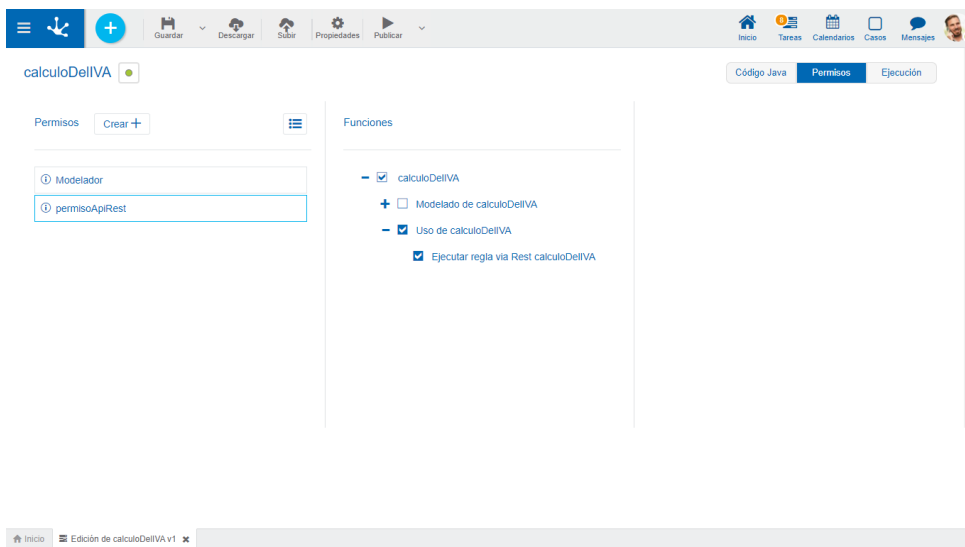 Guardar Descargar Subir Propiedades Publicar Inicio Tareas Calendarios Casos Mensajes
calculoDelIVA Código Java Permisos Ejecución
Permisos Crear + Funciones
Modelador
permisoApiRest
calculoDelIVA
Modelado de calculoDelIVA
Uso de calculoDelIVA
Ejecutar regla via Rest calculoDelIVA
Inicio Edición de calculoDelIVA v1